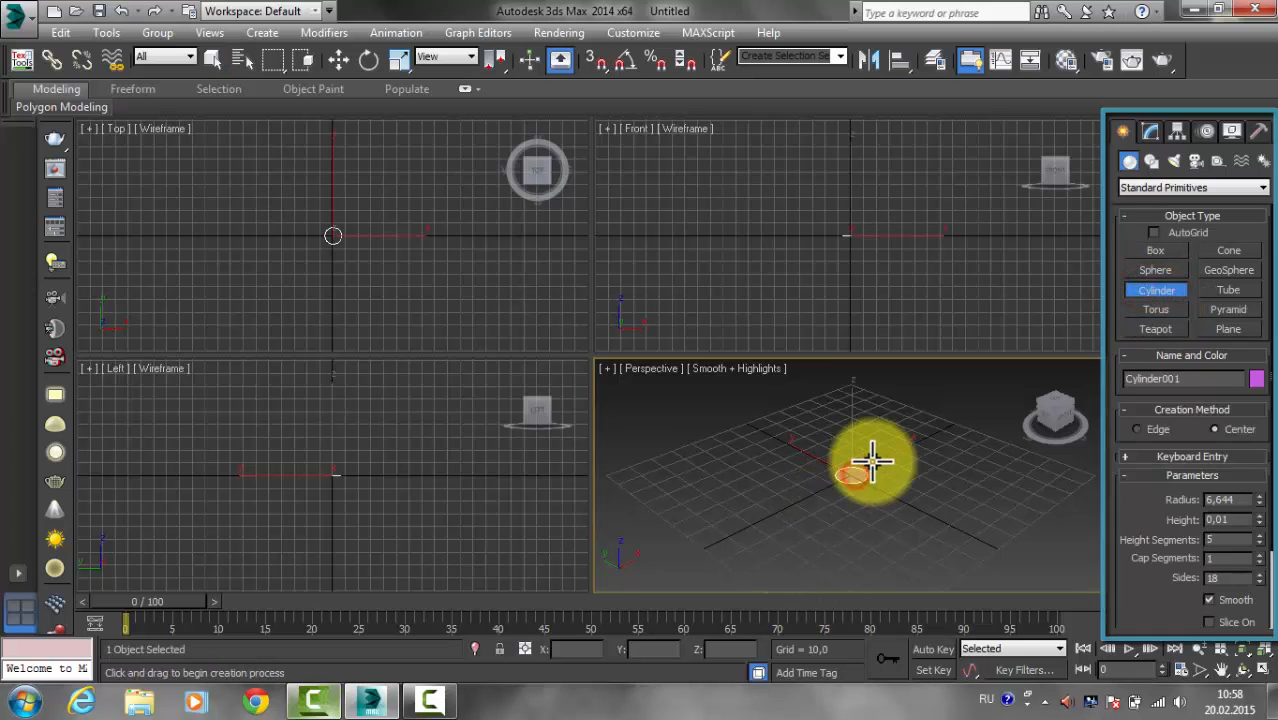 Workspace: Default
Autodesk 3ds Max 2014 x64 Untitled
Type a keyword or phrase
Edit Tools Group Views Create Modifiers Animation Graph Editors Rendering Customize MAXScript Help
All
View
3
Create Selection Se
Modeling Freeform Selection Object Paint Populate
Polygon Modeling
[ + ] [ Top ] [ Wireframe ]
[ + ] [ Front ] [ Wireframe ]
[ + ] [ Left ] [ Wireframe ]
[ + ] [ Perspective ] [ Smooth + Highlights ]
Standard Primitives
Object Type
AutoGrid
Box Cone
Sphere GeoSphere
Cylinder Tube
Torus Pyramid
Teapot Plane
Name and Color
Cylinder001
Creation Method
Edge Center
Keyboard Entry
Parameters
Radius: 6,644
Height: 0,01
Height Segments: 5
Cap Segments: 1
Sides: 18
Smooth
Slice On
0 / 100
0 5 10 15 20 25 30 35 40 45 50 55 60 65 70 75 80 85 90 95 100
1 Object Selected
X: Y: Z:
Grid = 10,0
Auto Key
Selected
Welcome to M
Click and drag to begin creation process
Add Time Tag
Set Key
Key Filters...
0
RU
10:58
20.02.2015